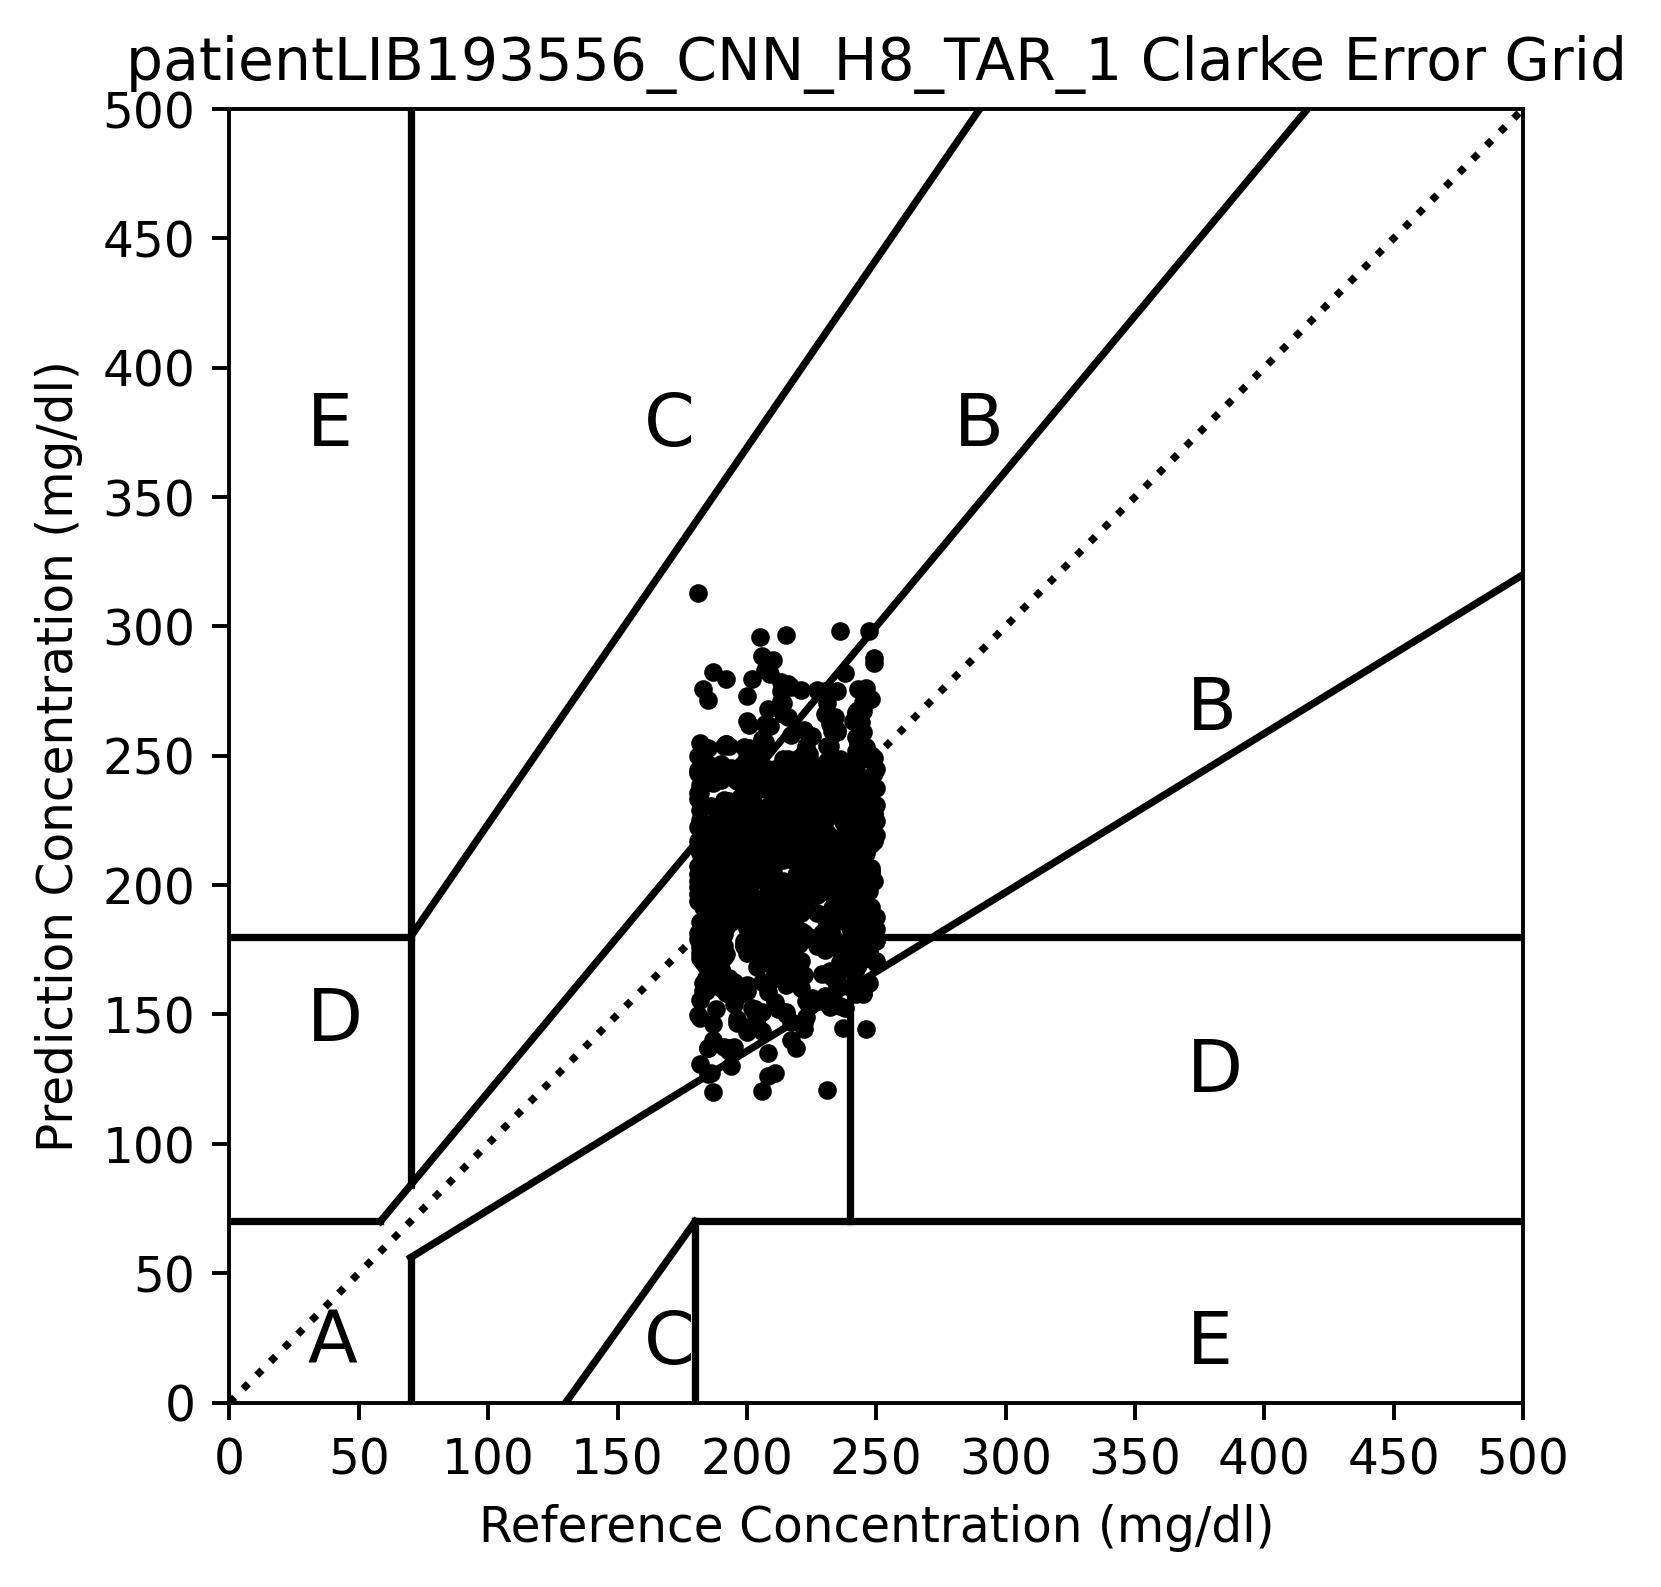 patientLIB193556_CNN_H8_TAR_1 Clarke Error Grid
500
450
400
350
300
250
200
150
100
50
0
Prediction Concentration (mg/dl)
E
C
B
B
D
D
A
C
E
0 50 100 150 200 250 300 350 400 450 500
Reference Concentration (mg/dl)